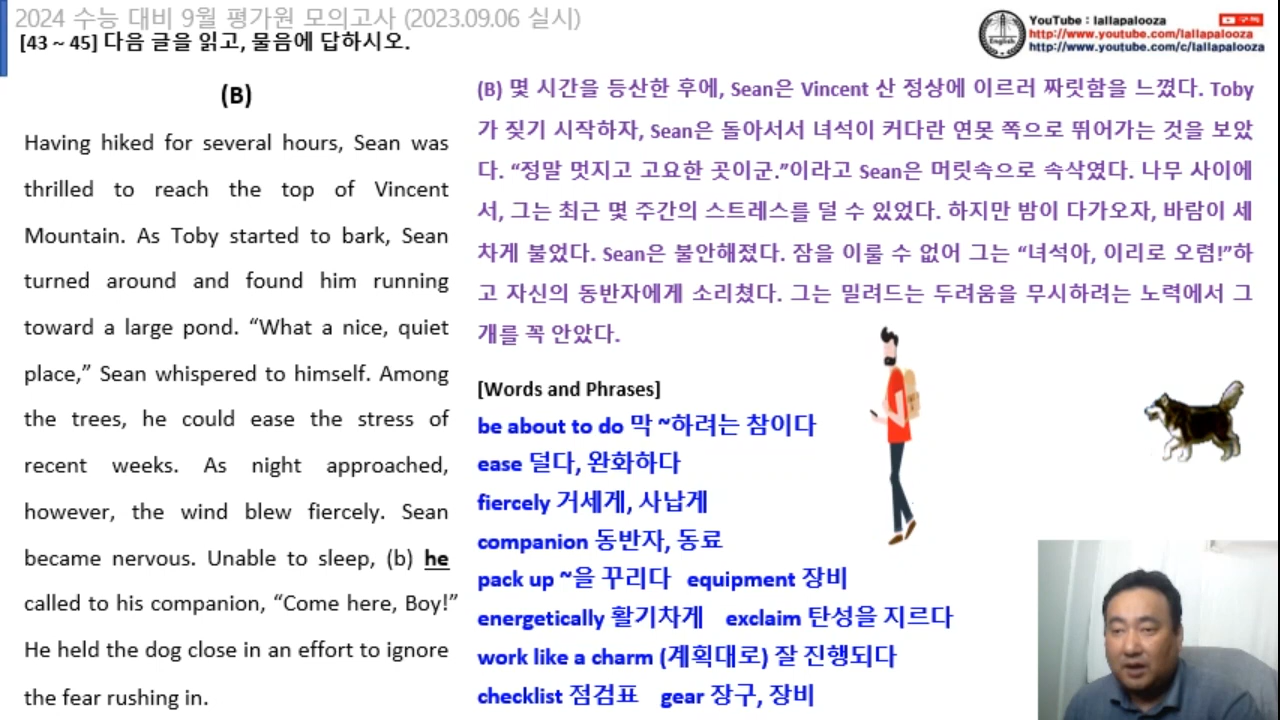 2024 수능 대비 9월 평가원 모의고사 (2023.09.06 실시)
[43 ~ 45] 다음 글을 읽고, 물음에 답하시오.
English
YouTube : lallapalooza
구독
http://www.youtube.com/lallapalooza
http://www.youtube.com/c/lallapalooza
(B)
Having hiked for several hours, Sean was
thrilled to reach the top of Vincent
Mountain. As Toby started to bark, Sean
turned around and found him running
toward a large pond. “What a nice, quiet
place,” Sean whispered to himself. Among
the trees, he could ease the stress of
recent weeks. As night approached,
however, the wind blew fiercely. Sean
became nervous. Unable to sleep, (b) he
called to his companion, “Come here, Boy!”
He held the dog close in an effort to ignore
the fear rushing in.
(B) 몇 시간을 등산한 후에, Sean은 Vincent 산 정상에 이르러 짜릿함을 느꼈다. Toby
가 짖기 시작하자, Sean은 돌아서서 녀석이 커다란 연못 쪽으로 뛰어가는 것을 보았
다. “정말 멋지고 고요한 곳이군.”이라고 Sean은 머릿속으로 속삭였다. 나무 사이에
서, 그는 최근 몇 주간의 스트레스를 덜 수 있었다. 하지만 밤이 다가오자, 바람이 세
차게 불었다. Sean은 불안해졌다. 잠을 이룰 수 없어 그는 “녀석아, 이리로 오렴!”하
고 자신의 동반자에게 소리쳤다. 그는 밀려드는 두려움을 무시하려는 노력에서 그
개를 꼭 안았다.
[Words and Phrases]
be about to do 막 ~하려는 참이다
ease 덜다, 완화하다
fiercely 거세게, 사납게
companion 동반자, 동료
pack up ~을 꾸리다 equipment 장비
energetically 활기차게 exclaim 탄성을 지르다
work like a charm (계획대로) 잘 진행되다
checklist 점검표 gear 장구, 장비